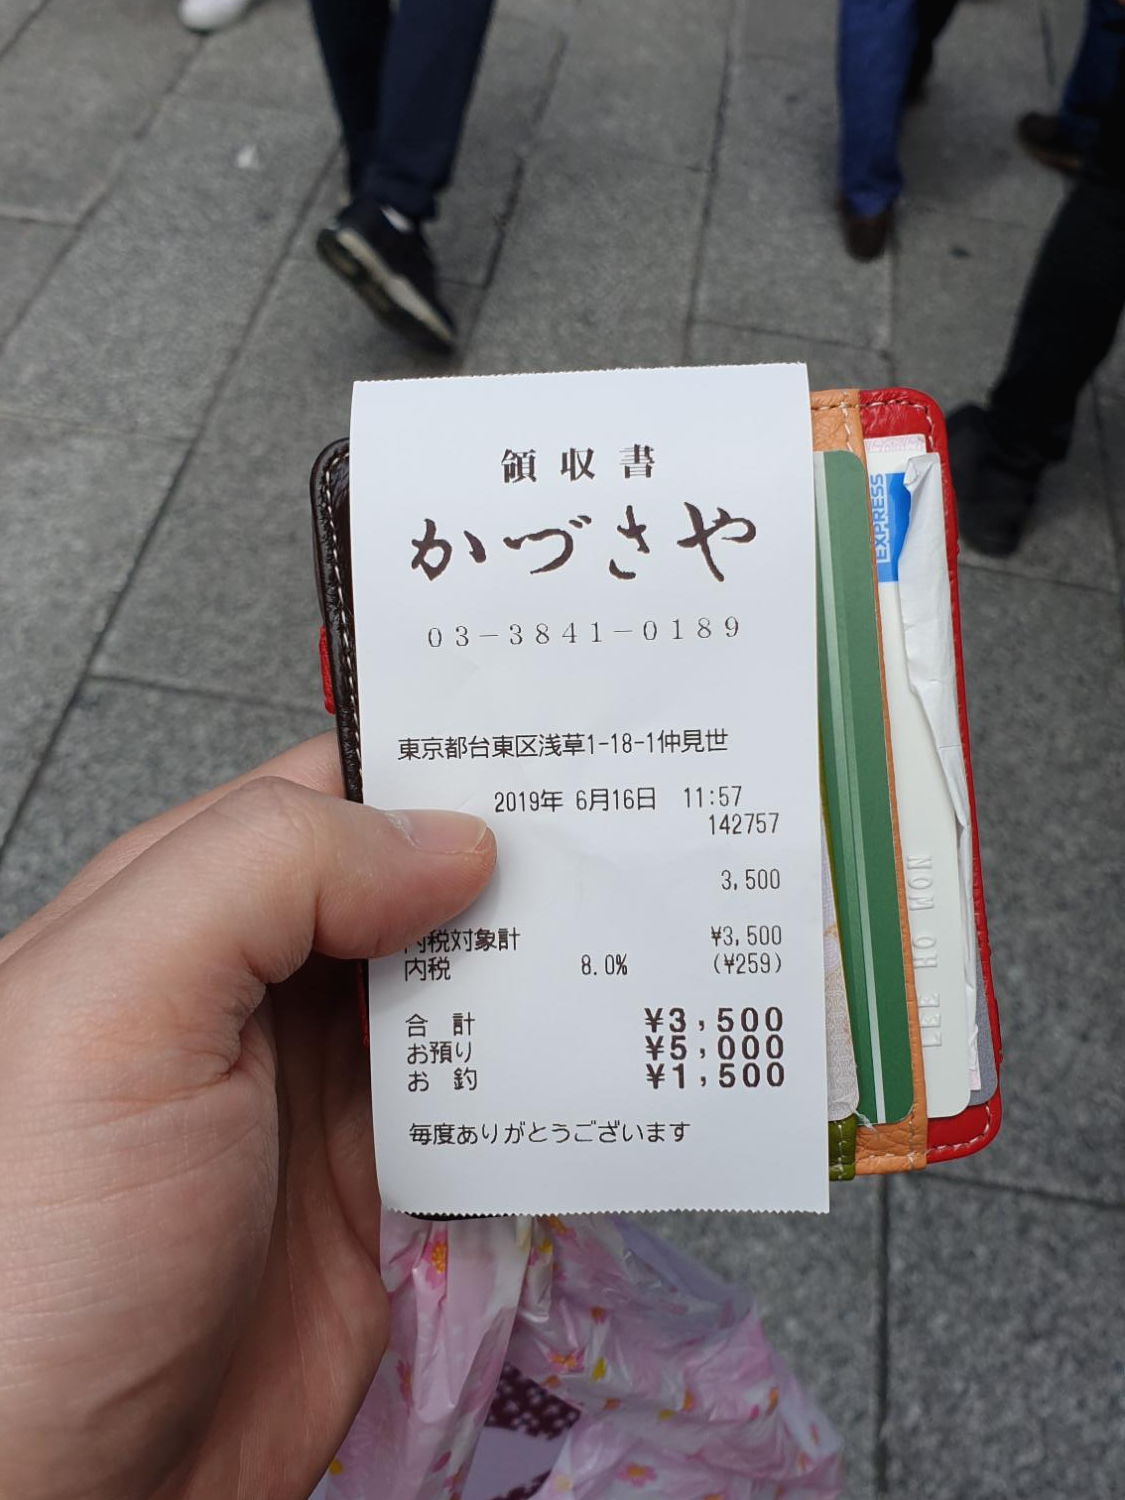 領収書
かづさや
03-3841-0189
東京都台東区浅草1-18-1仲見世
2019年 6月16日 11:57
142757
3,500
内税対象計 ¥3,500
内税 8.0% (¥259)
合 計 ¥3,500
お預り ¥5,000
お 釣 ¥1,500
毎度ありがとうございます
EXPRESS
LEE HO WON